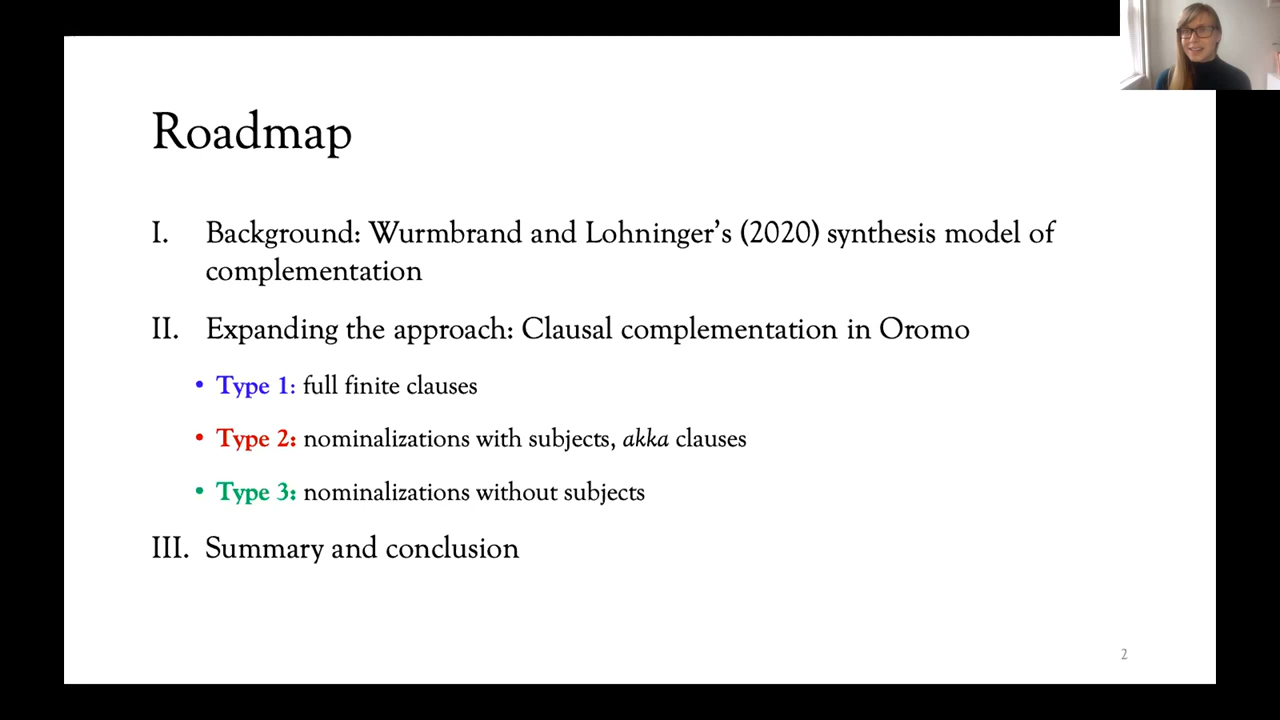 Roadmap
I. Background: Wurmbrand and Lohninger’s (2020) synthesis model of
complementation
II. Expanding the approach: Clausal complementation in Oromo
• Type 1: full finite clauses
• Type 2: nominalizations with subjects, akka clauses
• Type 3: nominalizations without subjects
III. Summary and conclusion
2